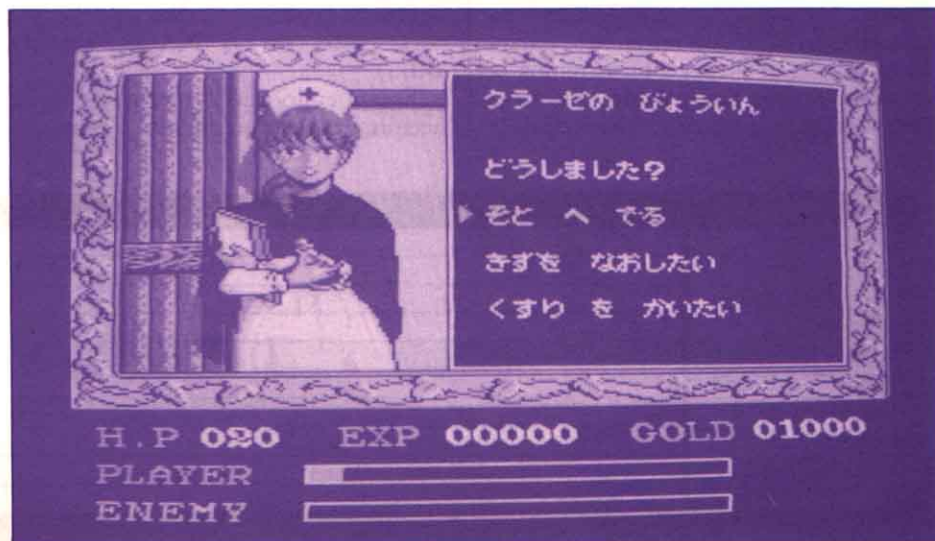 クラーゼの びょういん
どうしました?
▶そと へ でる
きずを なおしたい
くすり を かいたい
H.P 020 EXP 00000 GOLD 01000
PLAYER
ENEMY